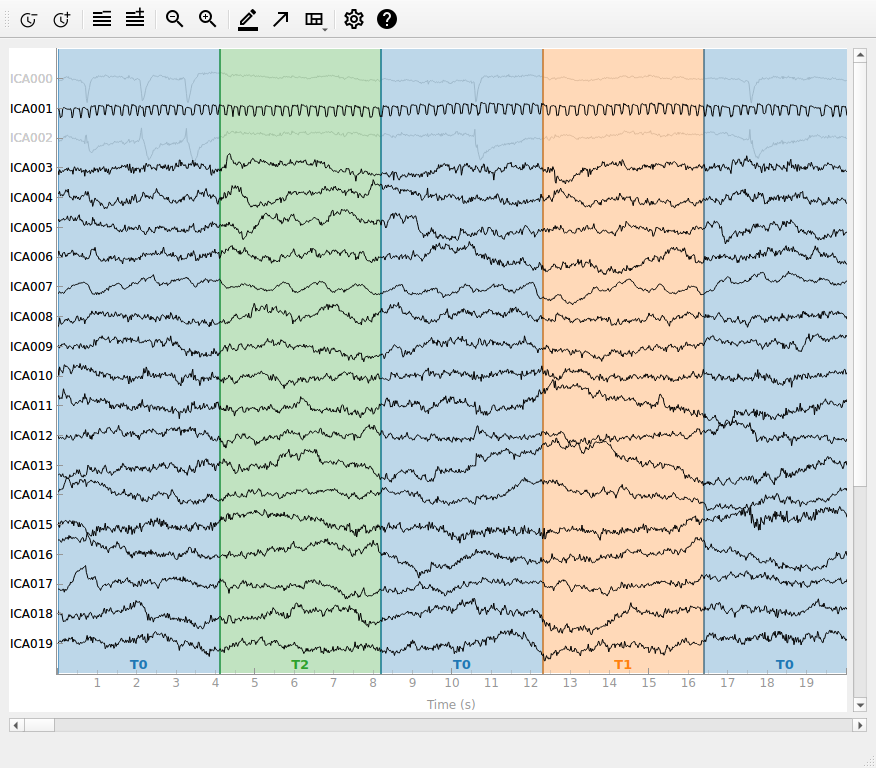 ICA000
ICA001
ICA002
ICA003
ICA004
ICA005
ICA006
ICA007
ICA008
ICA009
ICA010
ICA011
ICA012
ICA013
ICA014
ICA015
ICA016
ICA017
ICA018
ICA019
T0 T2 T0 T1 T0
1 2 3 4 5 6 7 8 9 10 11 12 13 14 15 16 17 18 19
Time (s)